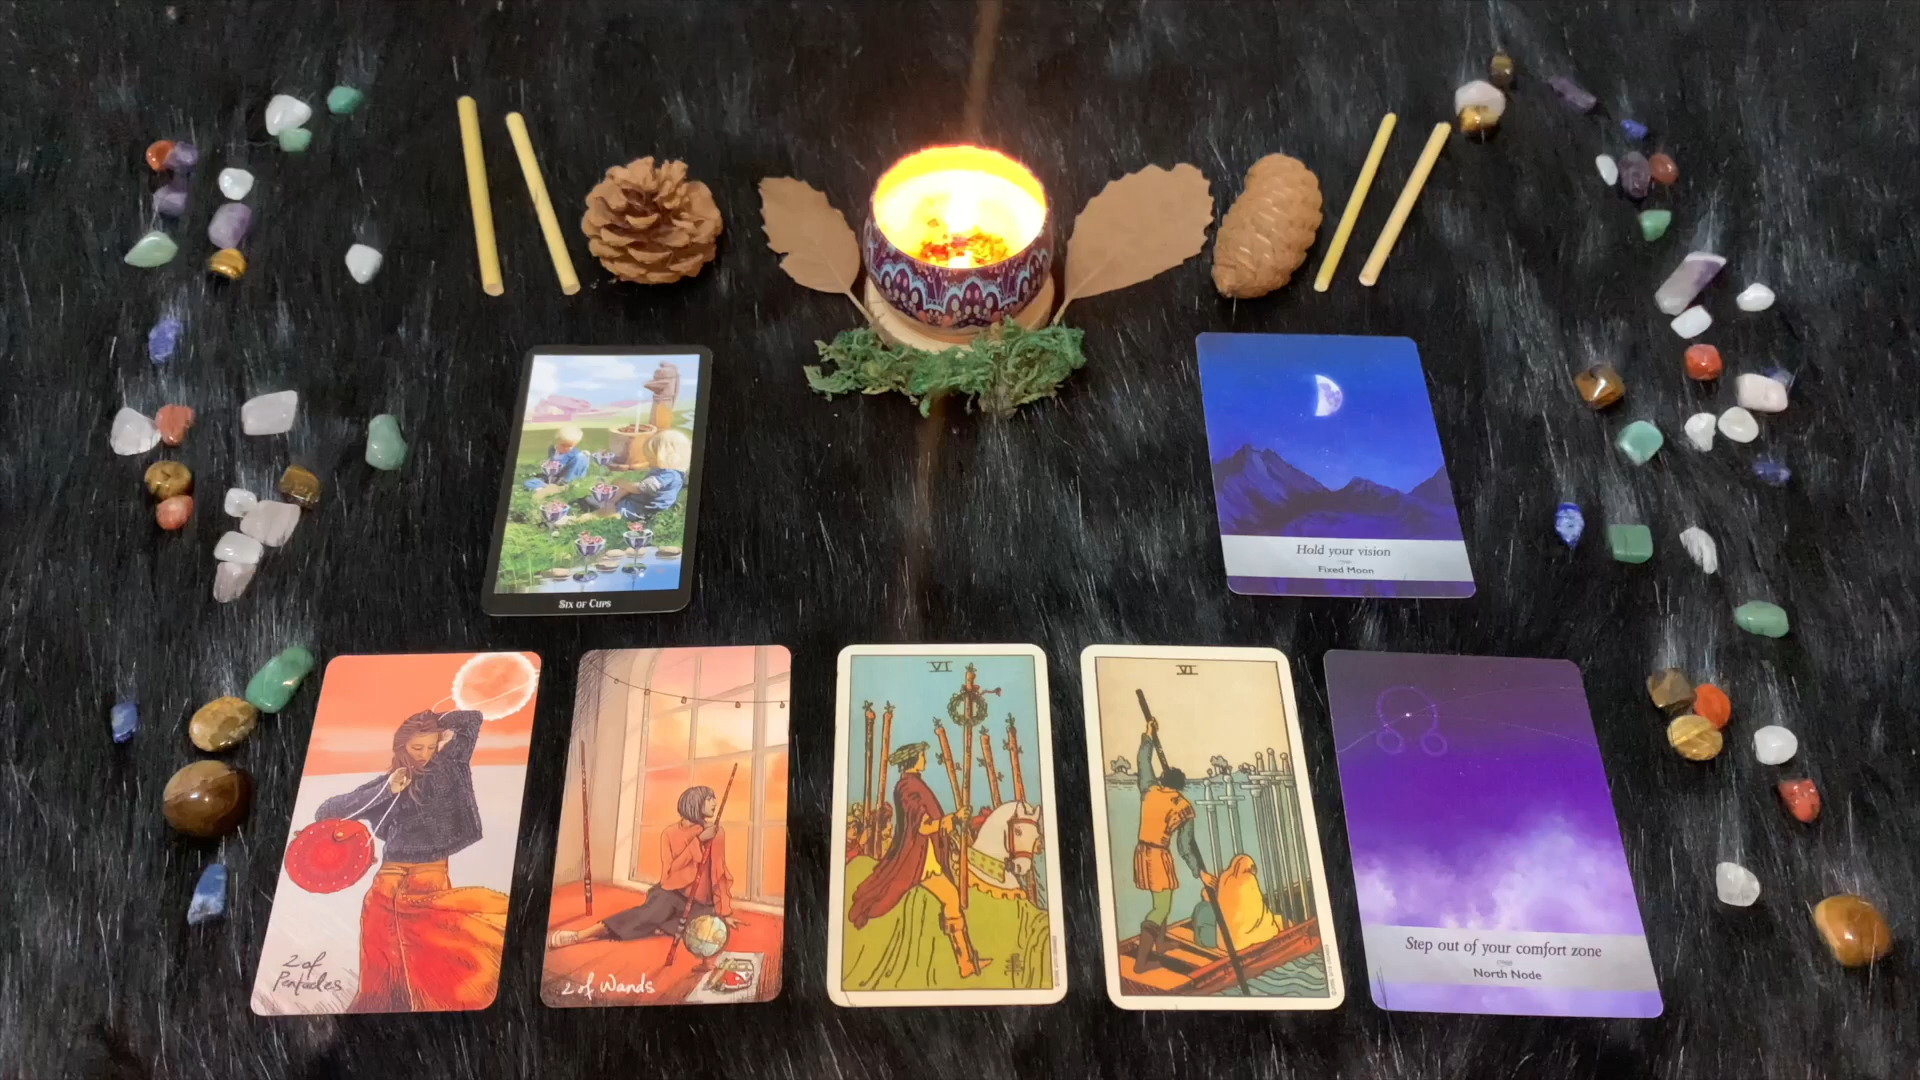 Six of Cups
Hold your vision
Fixed Moon
2 of
Pentacles
2 of Wands
VI
VI
Step out of your comfort zone
North Node